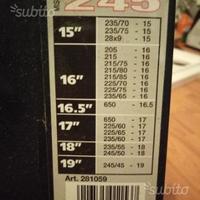 subito
245
15"
235/70 - 15
235/75 - 15
28x9 - 15
16"
205 - 16
215 - 16
215/75 - 16
215/80 - 16
215/85 - 16
225/70 - 16
225/75 - 16
235/65 - 16
16.5"
650 - 16.5
17"
650 - 17
225/60 - 17
225/65 - 17
18"
235/55 - 18
245/50 - 18
19"
245/45 - 19
Art. 281059
subito